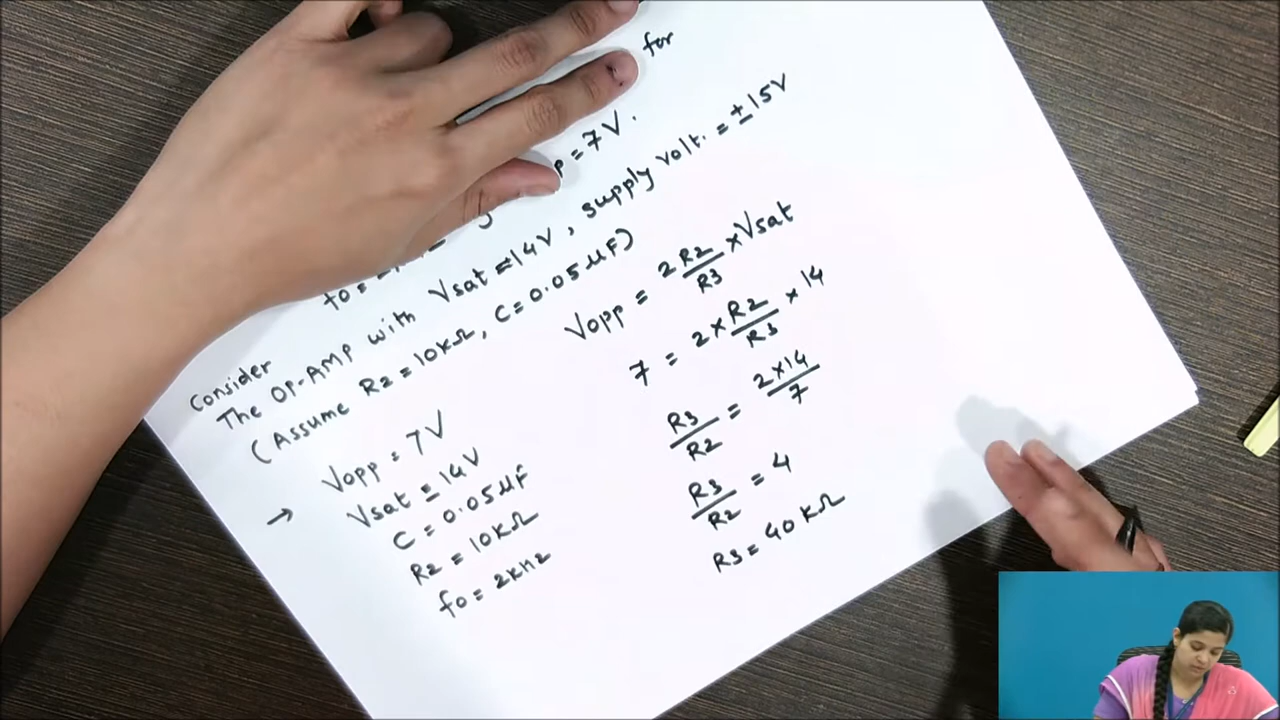 for
p = 7V.
fo =
Consider
The OP-AMP with Vsat = 14V, supply volt. = ±15V
(Assume R2 = 10KΩ, C = 0.05 μF)
→ Vopp = 7V
Vsat = 14V
C = 0.05μF
R2 = 10KΩ
fo = 2KHz
Vopp = 2R2/R3 × Vsat
7 = 2 × R2/R3 × 14
R3/R2 = 2×14/7
R3/R2 = 4
R3 = 40 KΩ